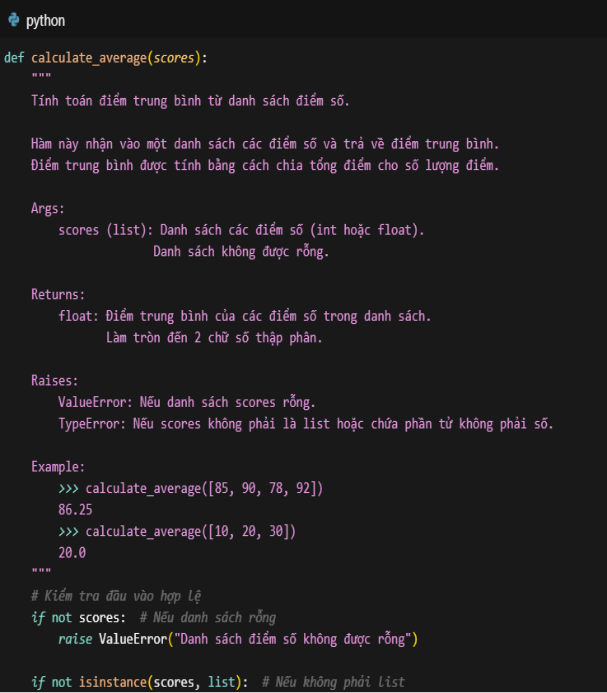 python
def calculate_average(scores):
"""
Tính toán điểm trung bình từ danh sách điểm số.
Hàm này nhận vào một danh sách các điểm số và trả về điểm trung bình.
Điểm trung bình được tính bằng cách chia tổng điểm cho số lượng điểm.
Args:
scores (list): Danh sách các điểm số (int hoặc float).
Danh sách không được rỗng.
Returns:
float: Điểm trung bình của các điểm số trong danh sách.
Làm tròn đến 2 chữ số thập phân.
Raises:
ValueError: Nếu danh sách scores rỗng.
TypeError: Nếu scores không phải là list hoặc chứa phần tử không phải số.
Example:
>>> calculate_average([85, 90, 78, 92])
86.25
>>> calculate_average([10, 20, 30])
20.0
"""
# Kiểm tra đầu vào hợp lệ
if not scores:  # Nếu danh sách rỗng
raise ValueError("Danh sách điểm số không được rỗng")
if not isinstance(scores, list):  # Nếu không phải list